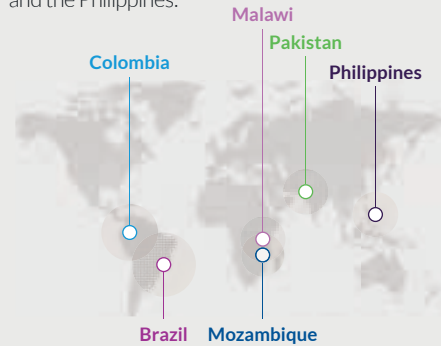 and the Philippines.
Malawi
Pakistan
Colombia
Philippines
Brazil Mozambique